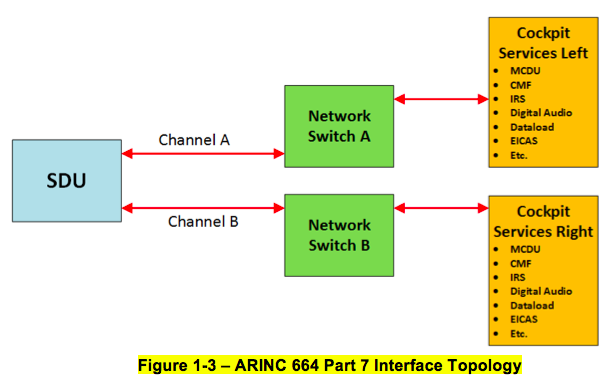 Cockpit
Services Left
• MCDU
• CMF
• IRS
• Digital Audio
• Dataload
• EICAS
• Etc.
Network
Switch A
Channel A
SDU
Channel B
Network
Switch B
Cockpit
Services Right
• MCDU
• CMF
• IRS
• Digital Audio
• Dataload
• EICAS
• Etc.
Figure 1-3 – ARINC 664 Part 7 Interface Topology